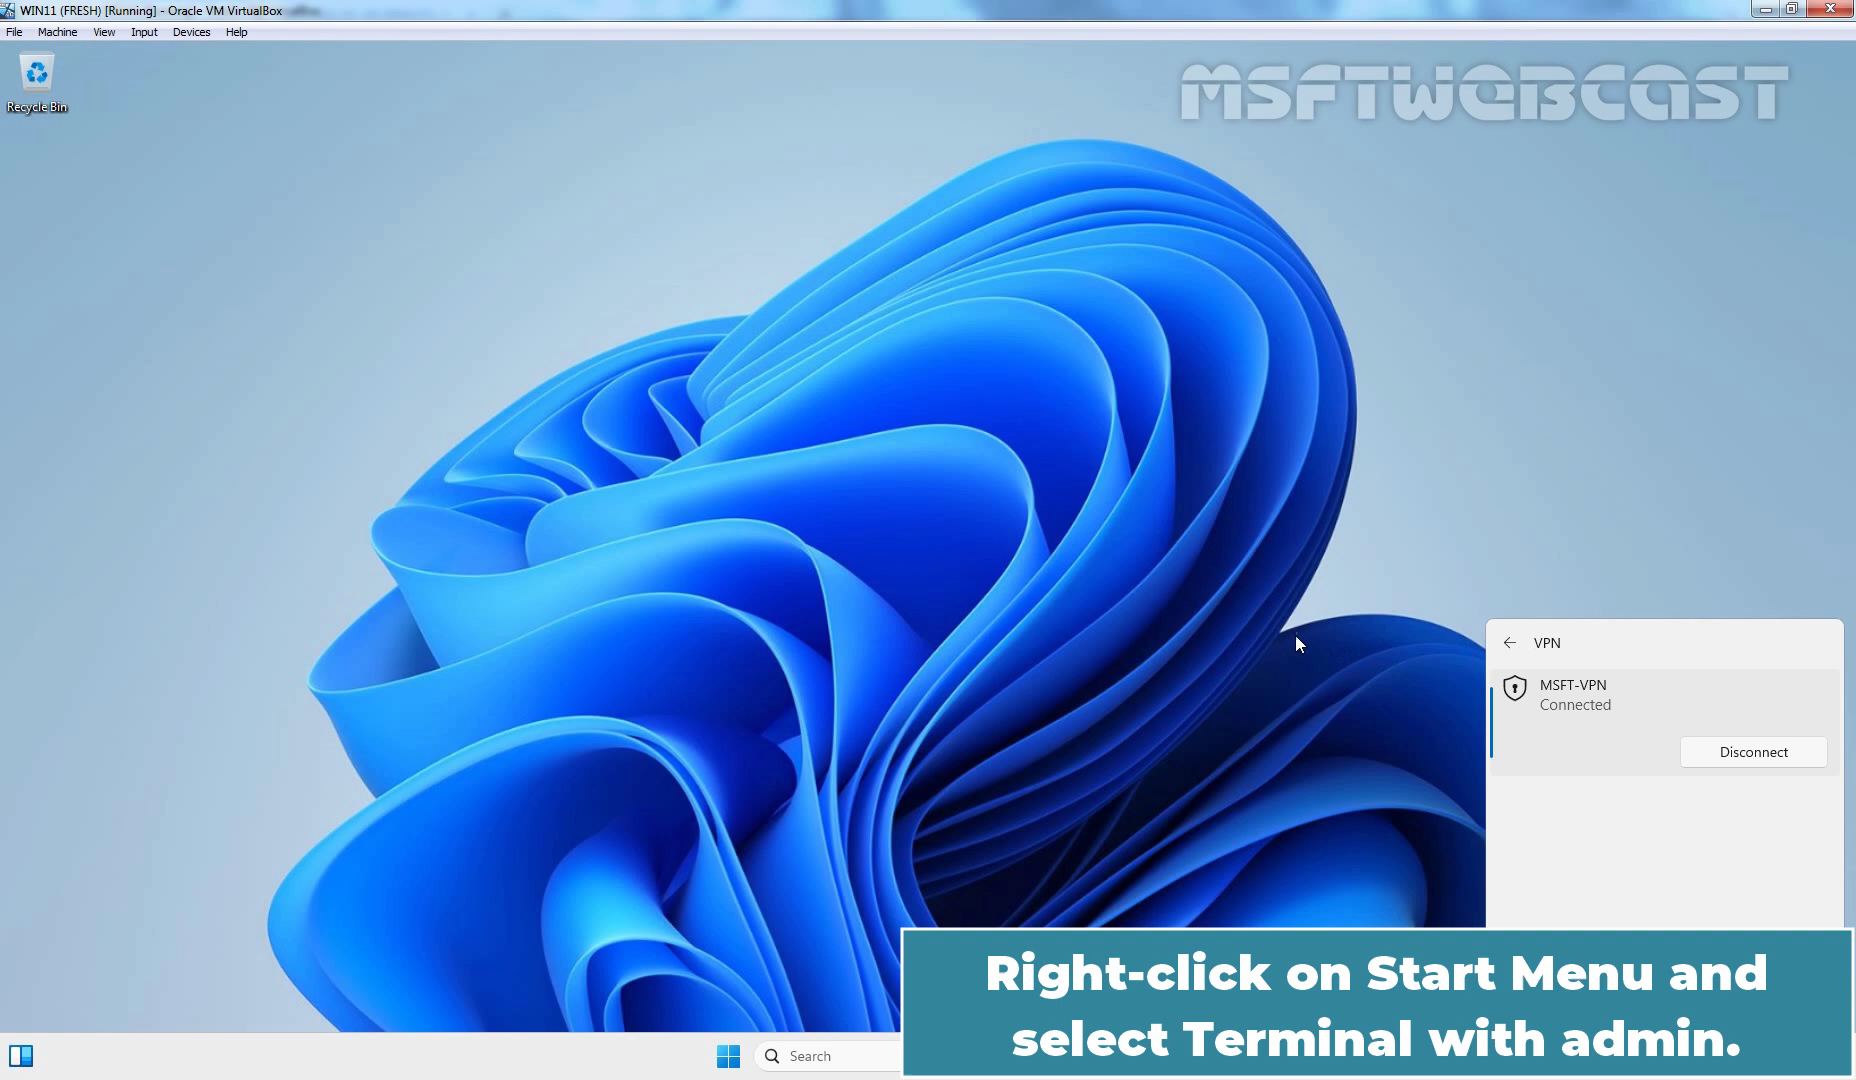 WIN11 (FRESH) [Running] - Oracle VM VirtualBox
File Machine View Input Devices Help
Recycle Bin
MSFTWEBCAST
VPN
MSFT-VPN
Connected
Disconnect
Right-click on Start Menu and
select Terminal with admin.
Search